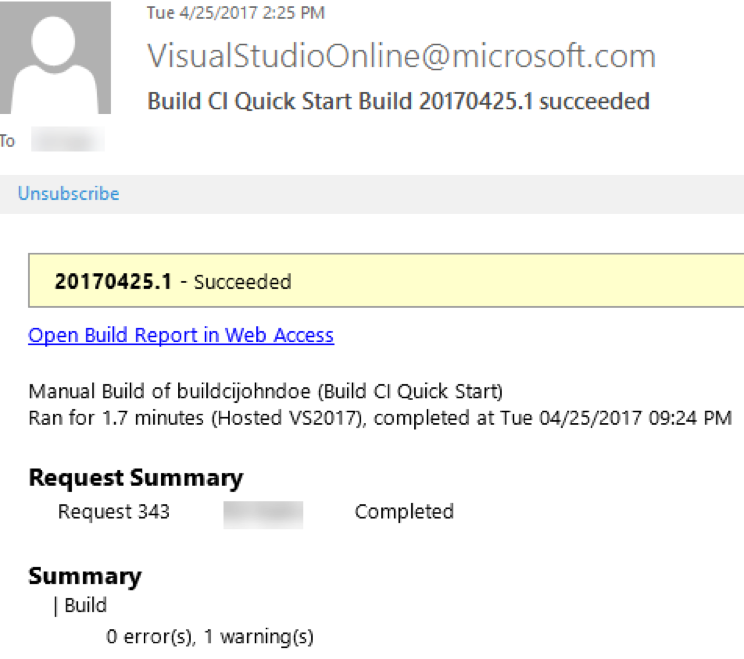 Tue 4/25/2017 2:25 PM
VisualStudioOnline@microsoft.com
Build CI Quick Start Build 20170425.1 succeeded
To
Unsubscribe
20170425.1 - Succeeded
Open Build Report in Web Access
Manual Build of buildcijohndoe (Build CI Quick Start)
Ran for 1.7 minutes (Hosted VS2017), completed at Tue 04/25/2017 09:24 PM
Request Summary
Request 343 Completed
Summary
| Build
0 error(s), 1 warning(s)